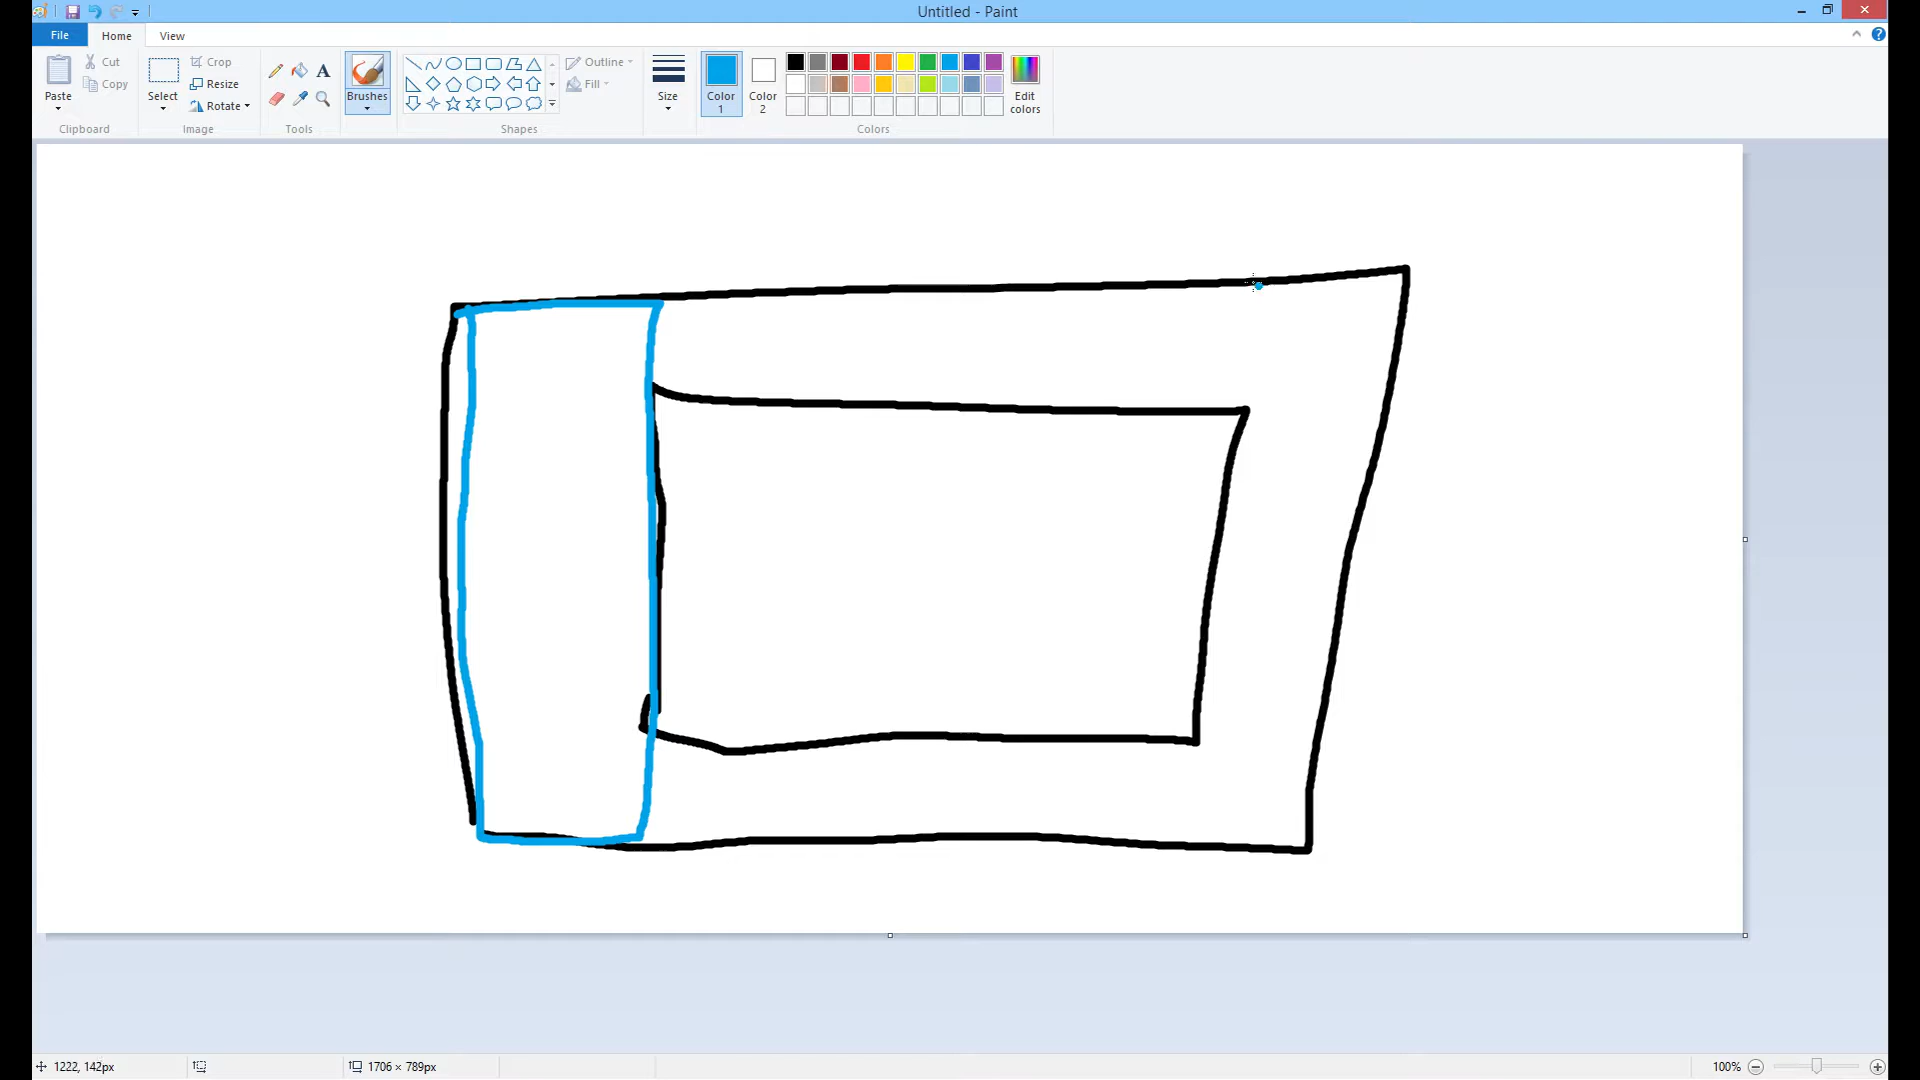 Untitled - Paint
File Home View
Paste
Cut
Copy
Clipboard
Select
Crop
Resize
Rotate
Image
A
Tools
Brushes
Outline
Fill
Shapes
Size
Color 1
Color 2
Edit colors
Colors
1222, 142px
1706 × 789px
100%